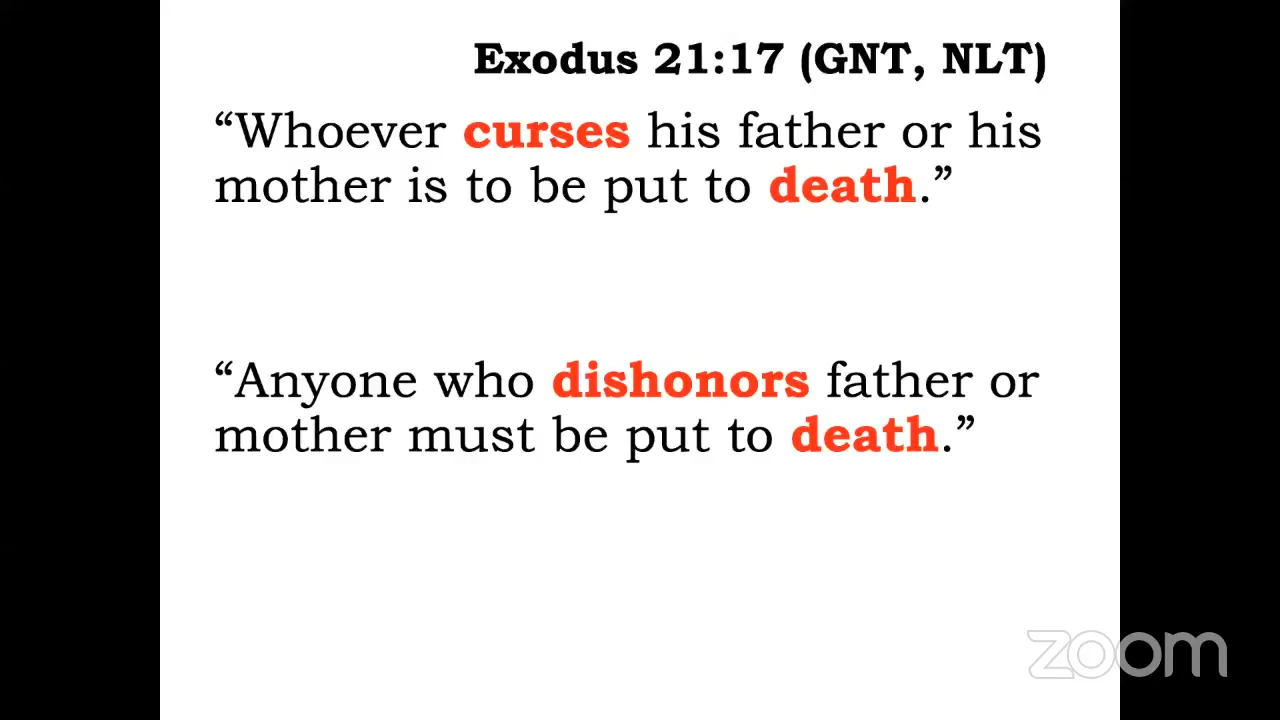 Exodus 21:17 (GNT, NLT)
“Whoever curses his father or his
mother is to be put to death.”
“Anyone who dishonors father or
mother must be put to death.”
zoom